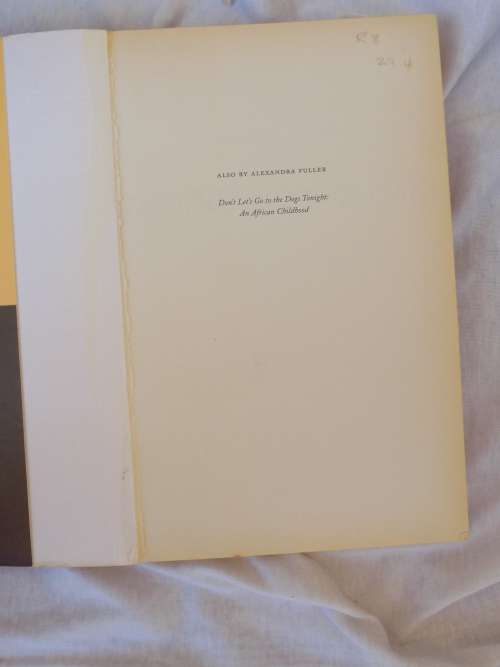 ALSO BY ALEXANDRA FULLER
Don't Let's Go to the Dogs Tonight:
An African Childhood